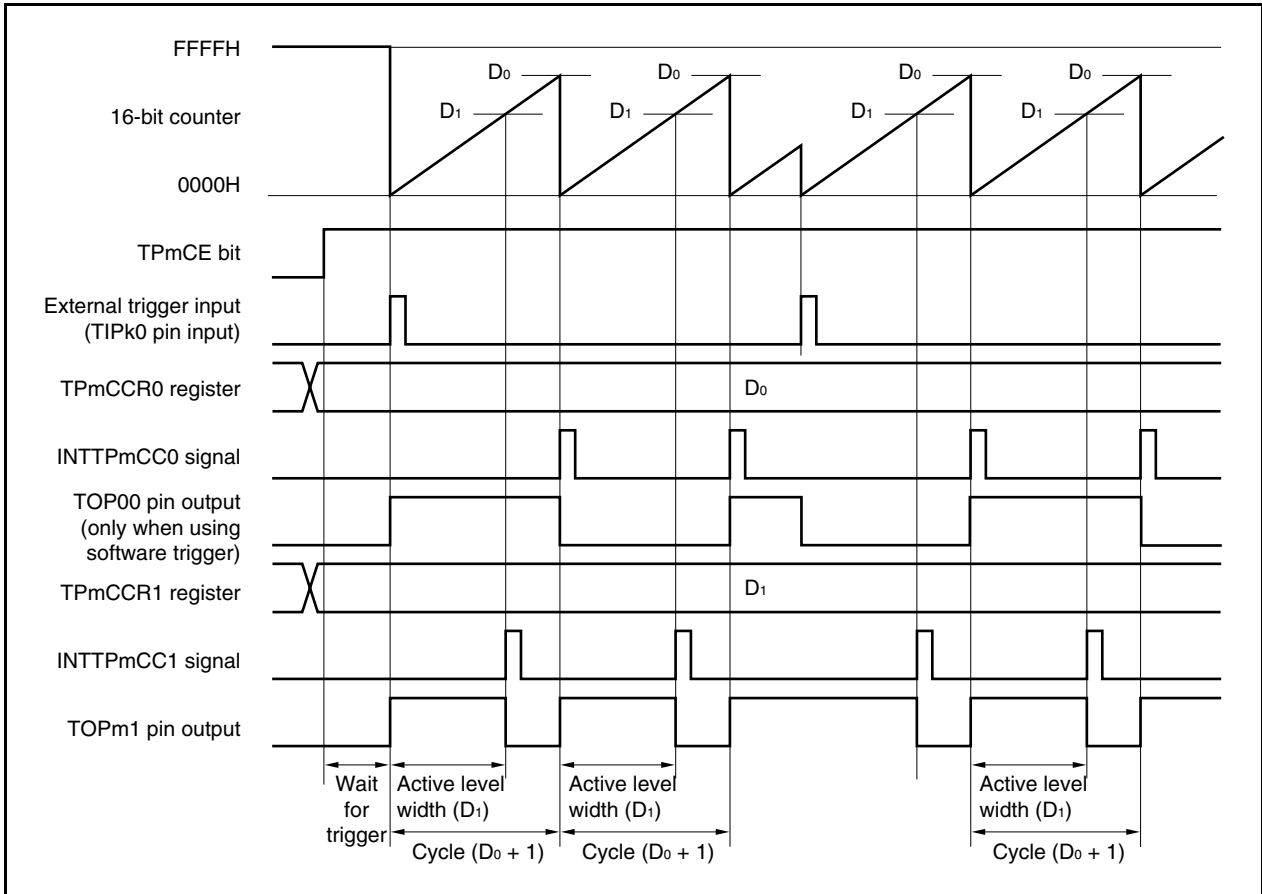 FFFFH
D0
D0
D0
D0
16-bit counter
D1
D1
D1
D1
0000H
TPmCE bit
External trigger input
(TIPk0 pin input)
TPmCCR0 register
D0
INTTPmCC0 signal
TOP00 pin output
(only when using
software trigger)
TPmCCR1 register
D1
INTTPmCC1 signal
TOPm1 pin output
Wait
for
trigger
Active level
width (D1)
Active level
width (D1)
Active level
width (D1)
Cycle (D0 + 1)
Cycle (D0 + 1)
Cycle (D0 + 1)